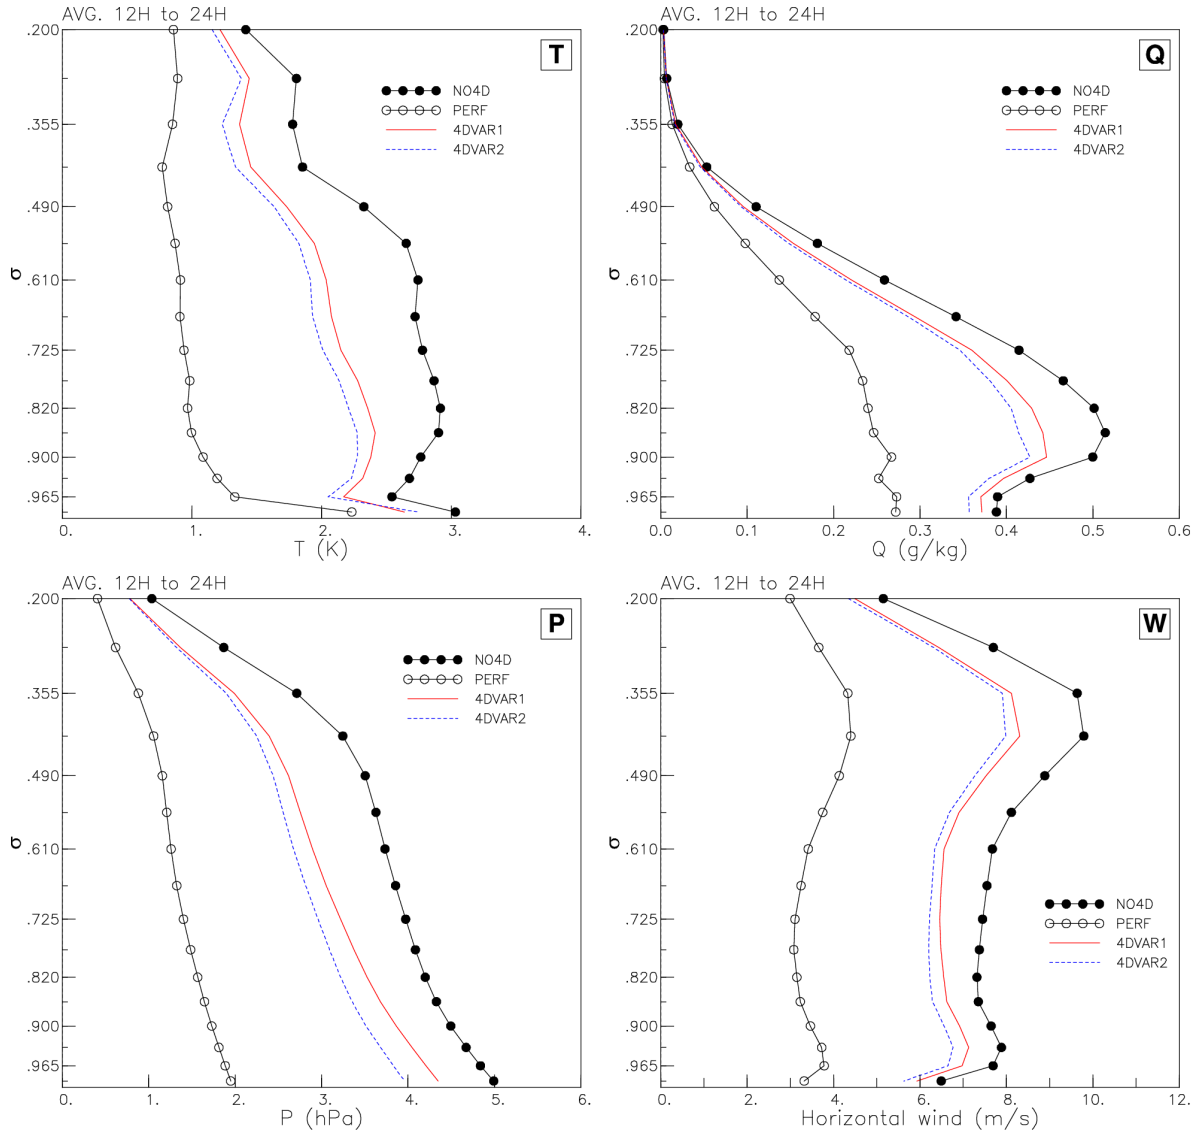 AVG. 12H to 24H
T
NO4D
PERF
4DVAR1
4DVAR2
.200
.355
.490
.610
.725
.820
.900
.965
σ
0. 1. 2. 3. 4.
T (K)
AVG. 12H to 24H
Q
NO4D
PERF
4DVAR1
4DVAR2
.200
.355
.490
.610
.725
.820
.900
.965
σ
0.0 0.1 0.2 0.3 0.4 0.5 0.6
Q (g/kg)
AVG. 12H to 24H
P
NO4D
PERF
4DVAR1
4DVAR2
.200
.355
.490
.610
.725
.820
.900
.965
σ
0. 1. 2. 3. 4. 5. 6.
P (hPa)
AVG. 12H to 24H
W
NO4D
PERF
4DVAR1
4DVAR2
.200
.355
.490
.610
.725
.820
.900
.965
σ
0. 2. 4. 6. 8. 10. 12.
Horizontal wind (m/s)